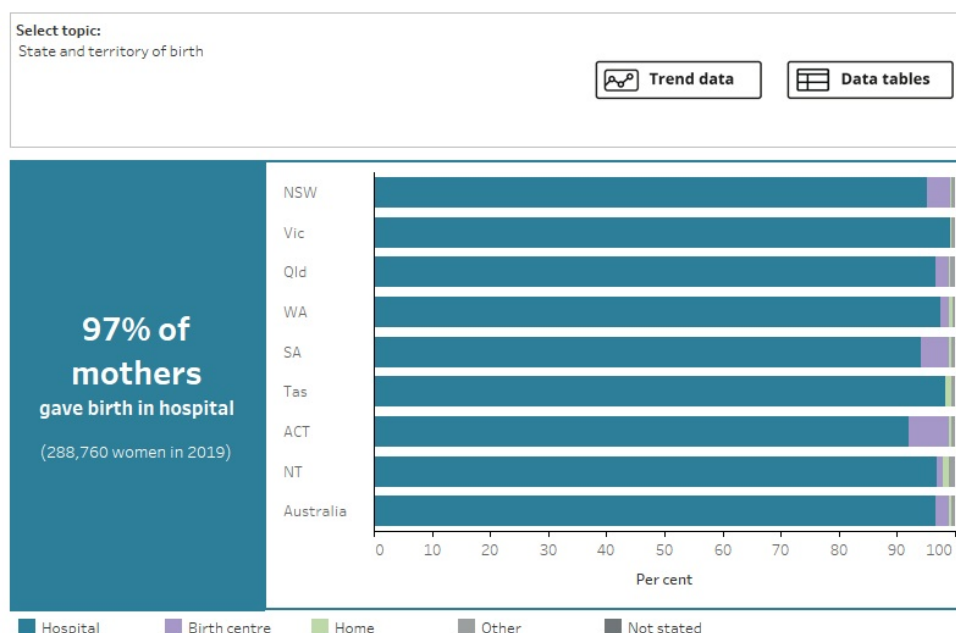 Select topic:
State and territory of birth
Trend data
Data tables
97% of
mothers
gave birth in hospital
(288,760 women in 2019)
NSW
Vic
Qld
WA
SA
Tas
ACT
NT
Australia
0 10 20 30 40 50 60 70 80 90 100
Per cent
Hospital Birth centre Home Other Not stated